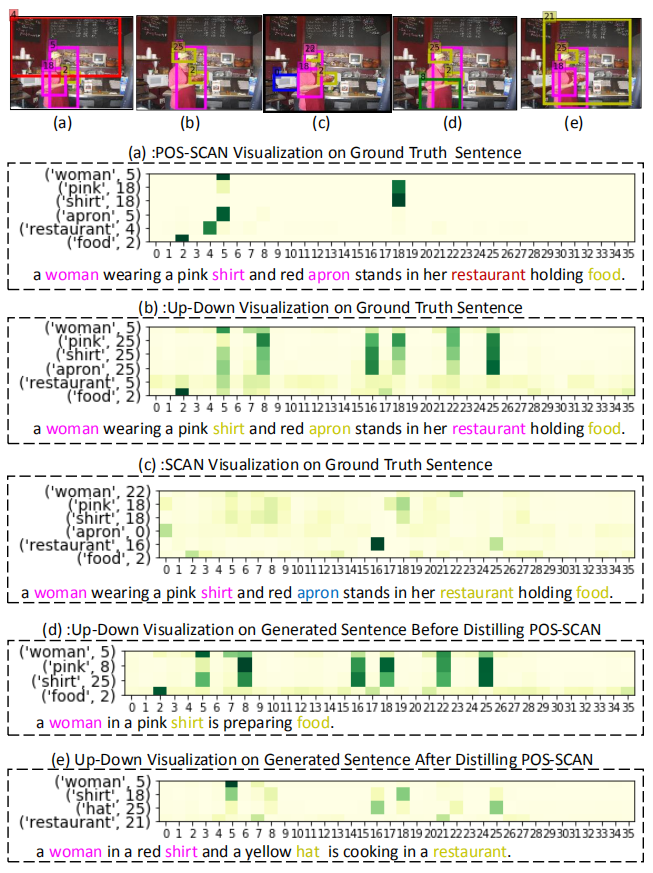 4
5
18
2
25
2
22
25
2
21
25
18
(a) (b) (c) (d) (e)
(a) :POS-SCAN Visualization on Ground Truth Sentence
('woman', 5)
('pink', 18)
('shirt', 18)
('apron', 5)
('restaurant', 4)
('food', 2)
0 1 2 3 4 5 6 7 8 9 10 11 12 13 14 15 16 17 18 19 20 21 22 23 24 25 26 27 28 29 30 31 32 33 34 35
a woman wearing a pink shirt and red apron stands in her restaurant holding food.
(b) :Up-Down Visualization on Ground Truth Sentence
('woman', 5)
('pink', 25)
('shirt', 25)
('apron', 25)
('restaurant', 5)
('food', 2)
0 1 2 3 4 5 6 7 8 9 10 11 12 13 14 15 16 17 18 19 20 21 22 23 24 25 26 27 28 29 30 31 32 33 34 35
a woman wearing a pink shirt and red apron stands in her restaurant holding food.
(c) :SCAN Visualization on Ground Truth Sentence
('woman', 22)
('pink', 18)
('shirt', 18)
('apron', 0)
('restaurant', 16)
('food', 2)
0 1 2 3 4 5 6 7 8 9 10 11 12 13 14 15 16 17 18 19 20 21 22 23 24 25 26 27 28 29 30 31 32 33 34 35
a woman wearing a pink shirt and red apron stands in her restaurant holding food.
(d) :Up-Down Visualization on Generated Sentence Before Distilling POS-SCAN
('woman', 5)
('pink', 8)
('shirt', 25)
('food', 2)
0 1 2 3 4 5 6 7 8 9 10 11 12 13 14 15 16 17 18 19 20 21 22 23 24 25 26 27 28 29 30 31 32 33 34 35
a woman in a pink shirt is preparing food.
(e) Up-Down Visualization on Generated Sentence After Distilling POS-SCAN
('woman', 5)
('shirt', 18)
('hat', 25)
('restaurant', 21)
0 1 2 3 4 5 6 7 8 9 10 11 12 13 14 15 16 17 18 19 20 21 22 23 24 25 26 27 28 29 30 31 32 33 34 35
a woman in a red shirt and a yellow hat is cooking in a restaurant.